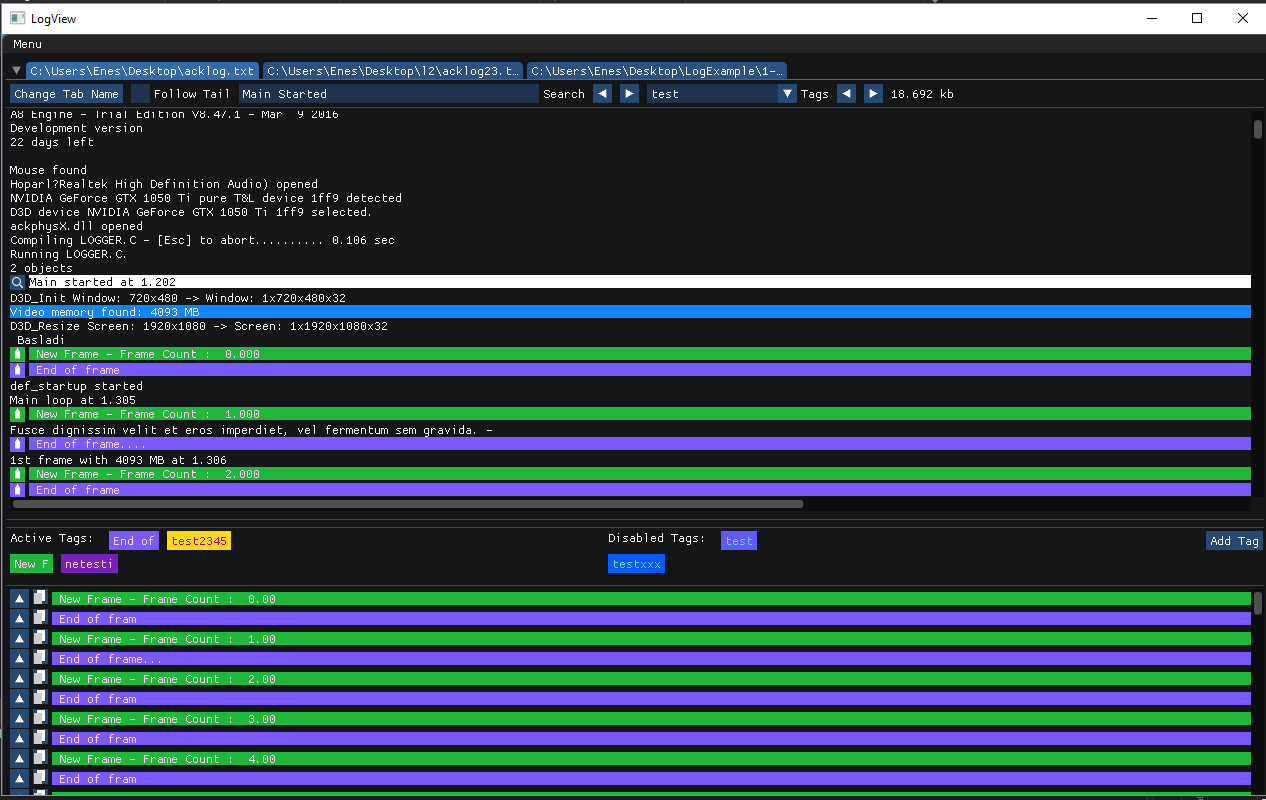 LogView
Menu
C:\Users\Enes\Desktop\acklog.txt C:\Users\Enes\Desktop\l2\acklog23.t… C:\Users\Enes\Desktop\LogExample\1-…
Change Tab Name Follow Tail Main Started Search test Tags 18.692 kb
A8 Engine - Trial Edition V8.47.1 - Mar 9 2016
Development version
22 days left
Mouse found
Hoparl?Realtek High Definition Audio) opened
NVIDIA GeForce GTX 1050 Ti pure T&L device 1ff9 detected
D3D device NVIDIA GeForce GTX 1050 Ti 1ff9 selected.
ackphysX.dll opened
Compiling LOGGER.C - [Esc] to abort.......... 0.106 sec
Running LOGGER.C.
2 objects
Main started at 1.202
D3D_Init Window: 720x480 -> Window: 1x720x480x32
Video memory found: 4093 MB
D3D_Resize Screen: 1920x1080 -> Screen: 1x1920x1080x32
Basladi
New Frame - Frame Count : 0.000
End of frame
def_startup started
Main loop at 1.305
New Frame - Frame Count : 1.000
Fusce dignissim velit et eros imperdiet, vel fermentum sem gravida. -
End of frame....
1st frame with 4093 MB at 1.306
New Frame - Frame Count : 2.000
End of frame
Active Tags: End of test2345 Disabled Tags: test Add Tag
New F netesti testxxx
New Frame - Frame Count : 0.00
End of fram
New Frame - Frame Count : 1.00
End of frame...
New Frame - Frame Count : 2.00
End of fram
New Frame - Frame Count : 3.00
End of fram
New Frame - Frame Count : 4.00
End of fram